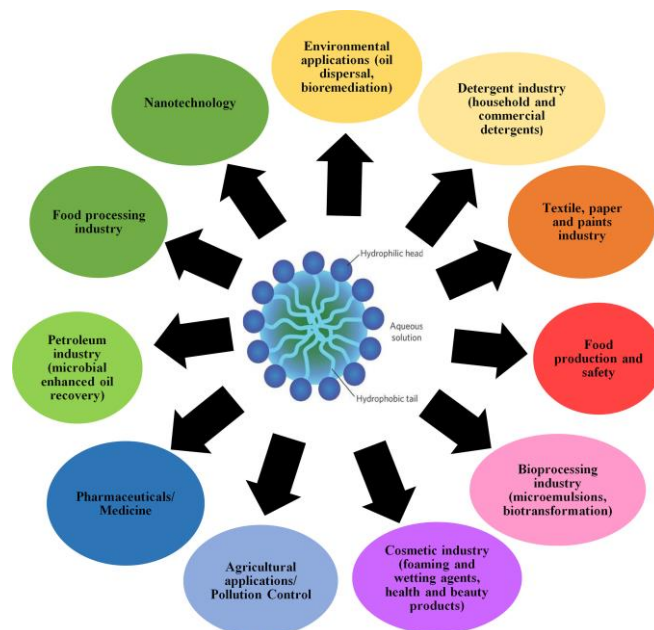 Environmental
applications (oil
dispersal,
bioremediation)
Detergent industry
(household and
commercial
detergents)
Textile, paper
and paints
industry
Food
production and
safety
Bioprocessing
industry
(microemulsions,
biotransformation)
Cosmetic industry
(foaming and
wetting agents,
health and beauty
products)
Agricultural
applications/
Pollution Control
Pharmaceuticals/
Medicine
Petroleum
industry
(microbial
enhanced oil
recovery)
Food processing
industry
Nanotechnology
Hydrophilic head
Aqueous
solution
Hydrophobic tail